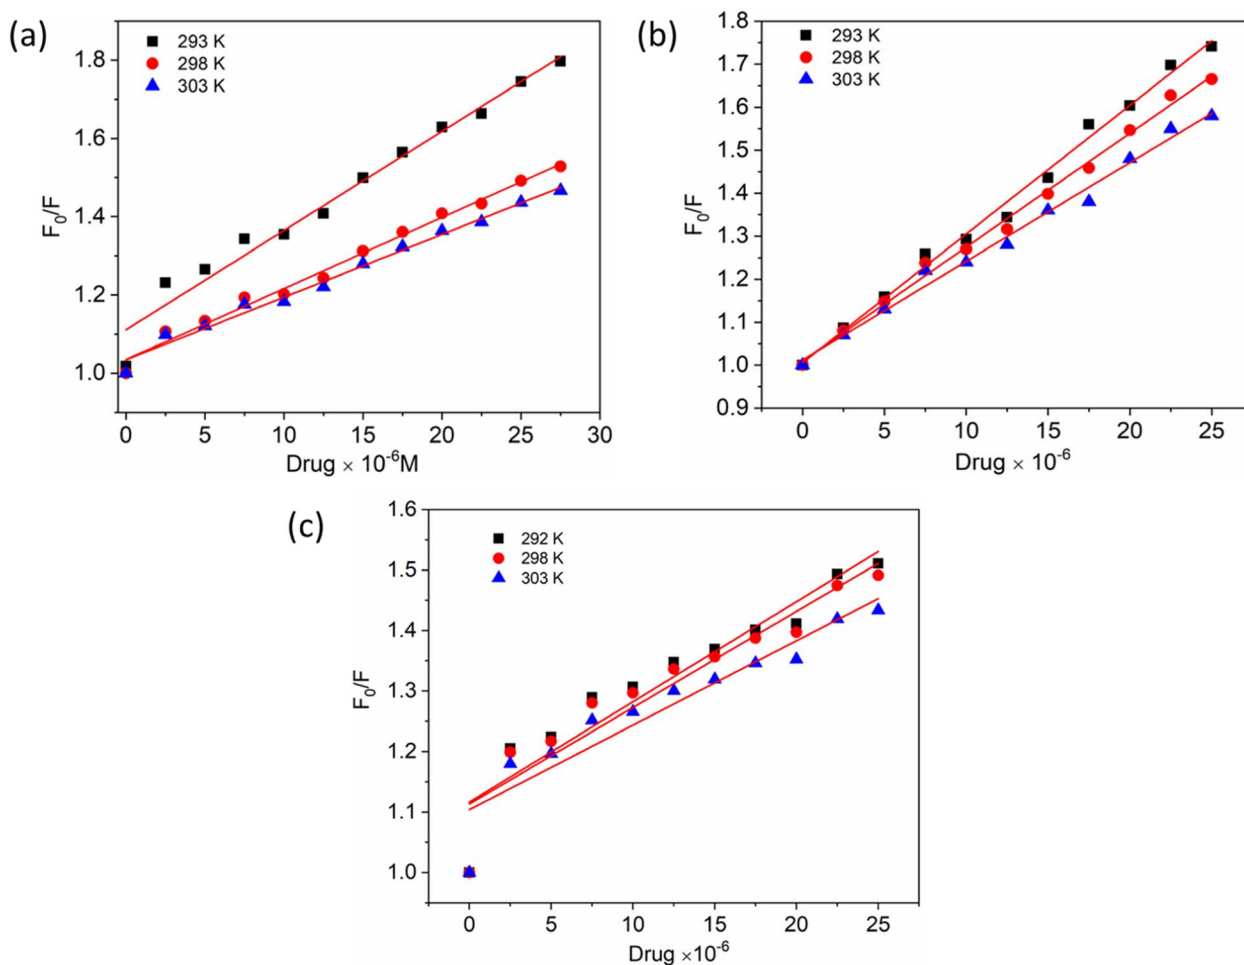 (a)
293 K
298 K
303 K
1.8
1.6
1.4
1.2
1.0
F₀/F
0 5 10 15 20 25 30
Drug × 10⁻⁶M
(b)
293 K
298 K
303 K
1.8
1.7
1.6
1.5
1.4
1.3
1.2
1.1
1.0
0.9
F₀/F
0 5 10 15 20 25
Drug × 10⁻⁶
(c)
292 K
298 K
303 K
1.6
1.5
1.4
1.3
1.2
1.1
1.0
F₀/F
0 5 10 15 20 25
Drug ×10⁻⁶